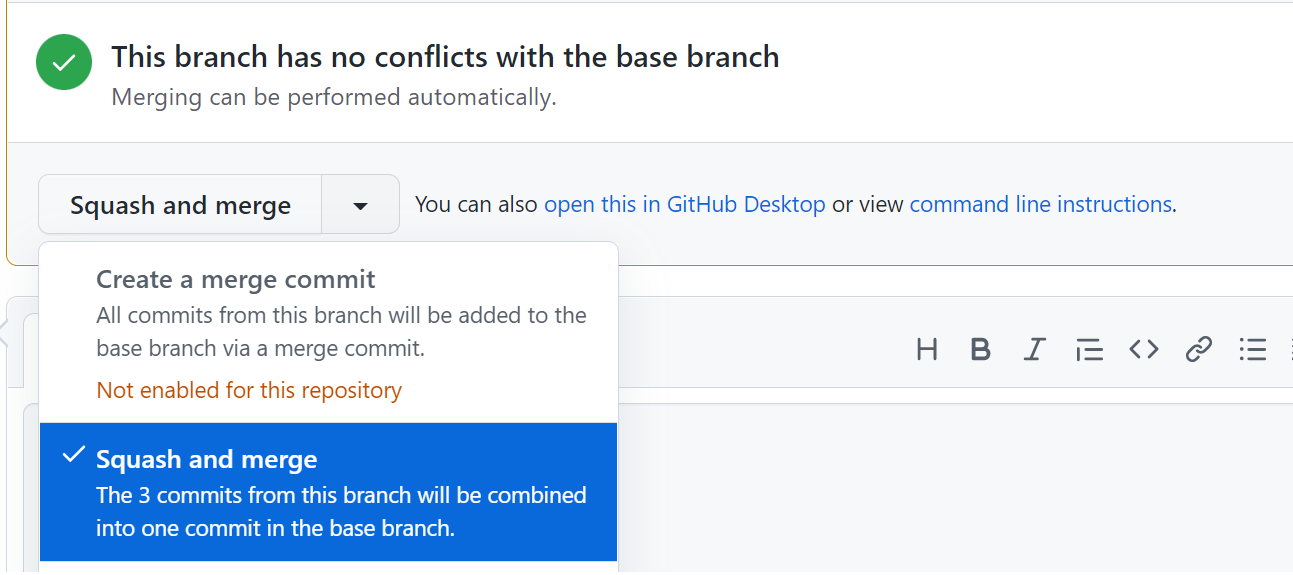 This branch has no conflicts with the base branch
Merging can be performed automatically.
Squash and merge
You can also open this in GitHub Desktop or view command line instructions.
Create a merge commit
All commits from this branch will be added to the
base branch via a merge commit.
Not enabled for this repository
Squash and merge
The 3 commits from this branch will be combined
into one commit in the base branch.